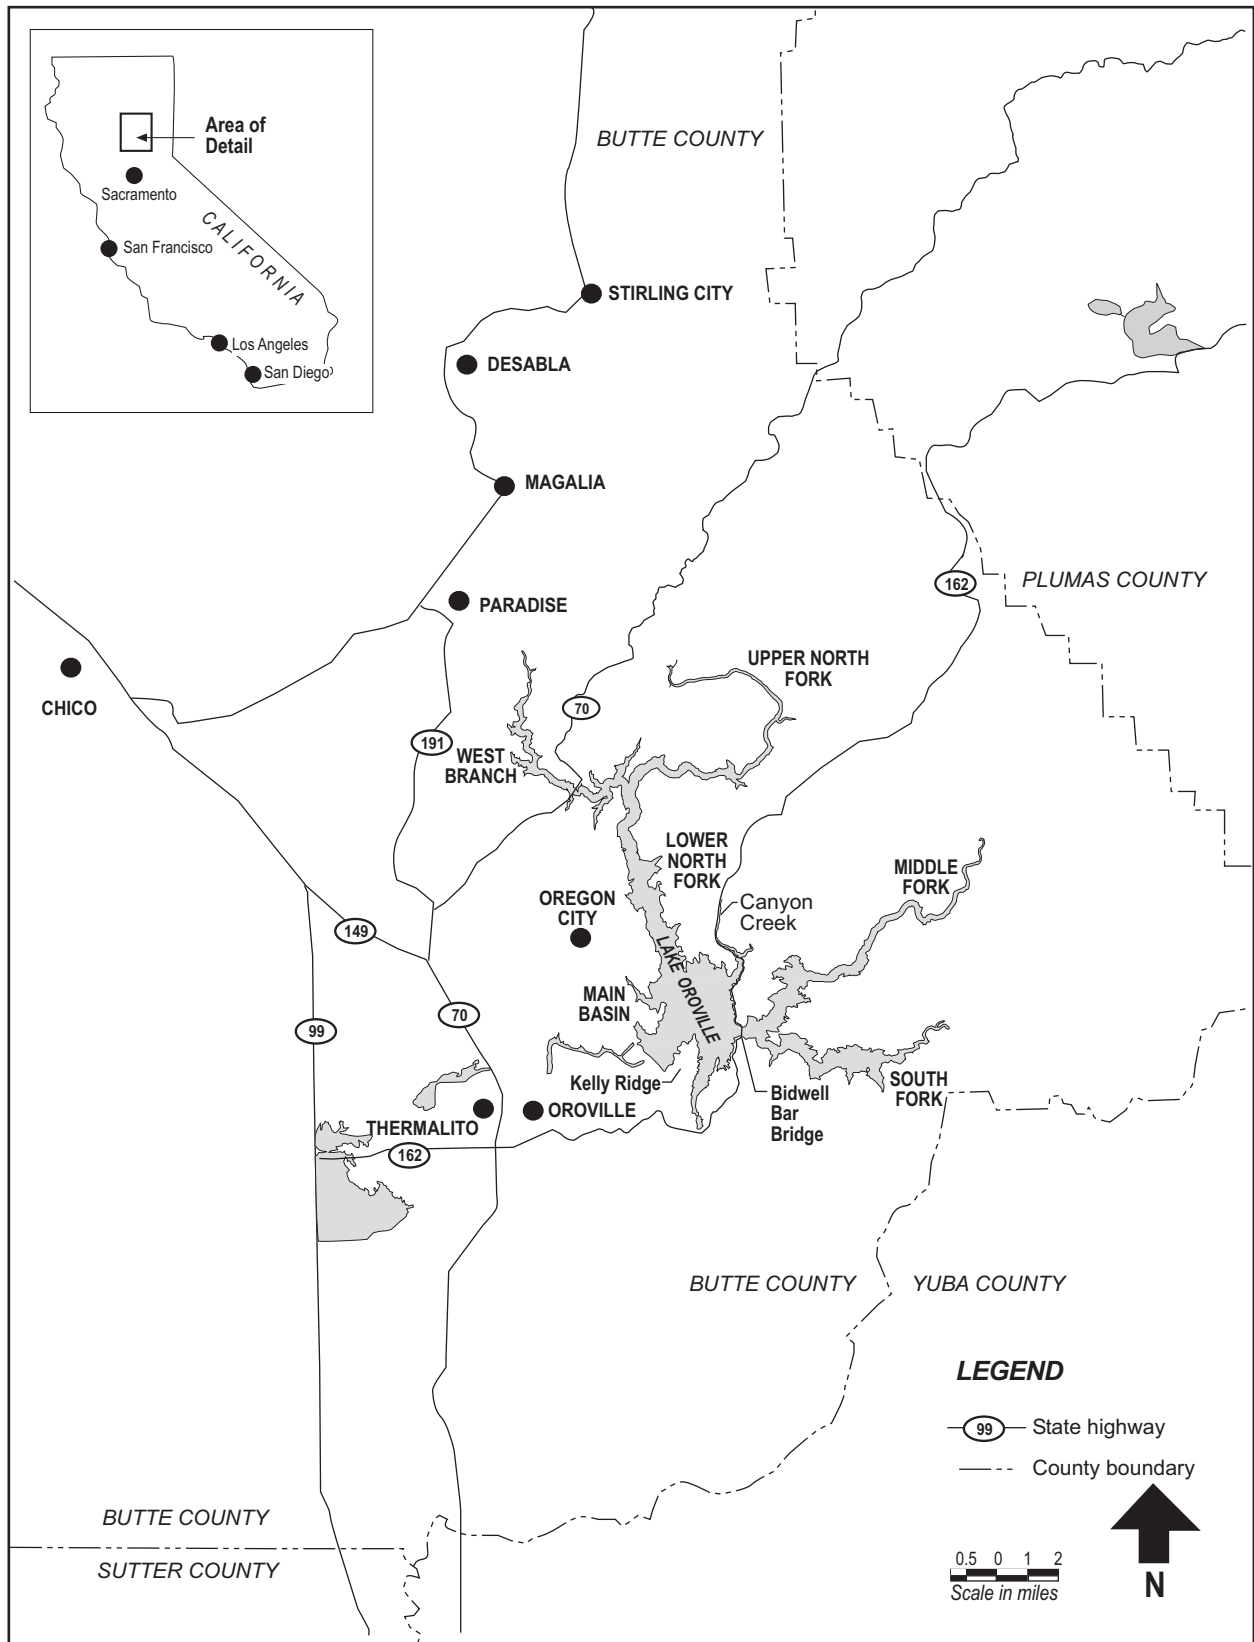 Area of
Detail
Sacramento
San Francisco
CALIFORNIA
Los Angeles
San Diego
BUTTE COUNTY
STIRLING CITY
DESABLA
MAGALIA
PARADISE
162
PLUMAS COUNTY
CHICO
UPPER NORTH
FORK
70
191
WEST
BRANCH
LOWER
NORTH
FORK
MIDDLE
FORK
OREGON
CITY
Canyon
Creek
149
LAKE OROVILLE
MAIN
BASIN
70
99
Kelly Ridge
SOUTH
FORK
Bidwell
Bar
Bridge
OROVILLE
THERMALITO
162
BUTTE COUNTY
YUBA COUNTY
LEGEND
99 State highway
County boundary
BUTTE COUNTY
SUTTER COUNTY
0.5 0 1 2
Scale in miles
N